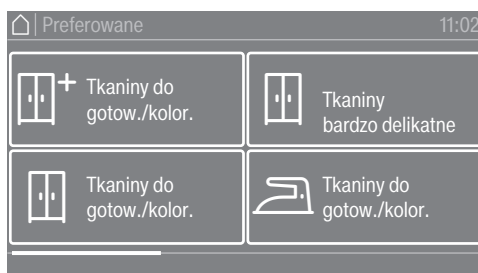 Preferowane 11:02
Tkaniny do
gotow./kolor.
Tkaniny
bardzo delikatne
Tkaniny do
gotow./kolor.
Tkaniny do
gotow./kolor.